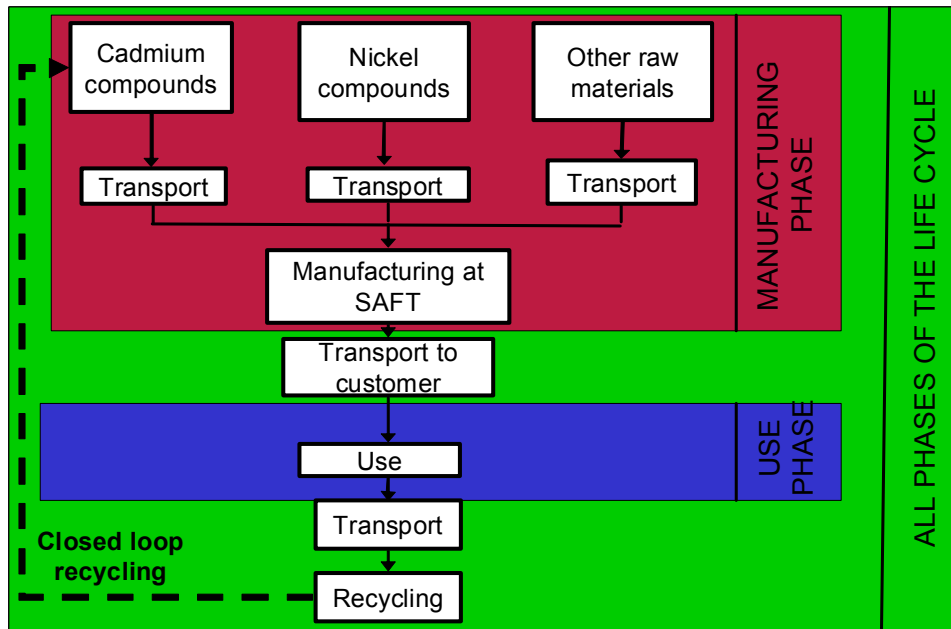 Cadmium
compounds
Nickel
compounds
Other raw
materials
Transport
Transport
Transport
Manufacturing at
SAFT
MANUFACTURING
PHASE
Transport to
customer
Use
USE
PHASE
Transport
Closed loop
recycling
Recycling
ALL PHASES OF THE LIFE CYCLE